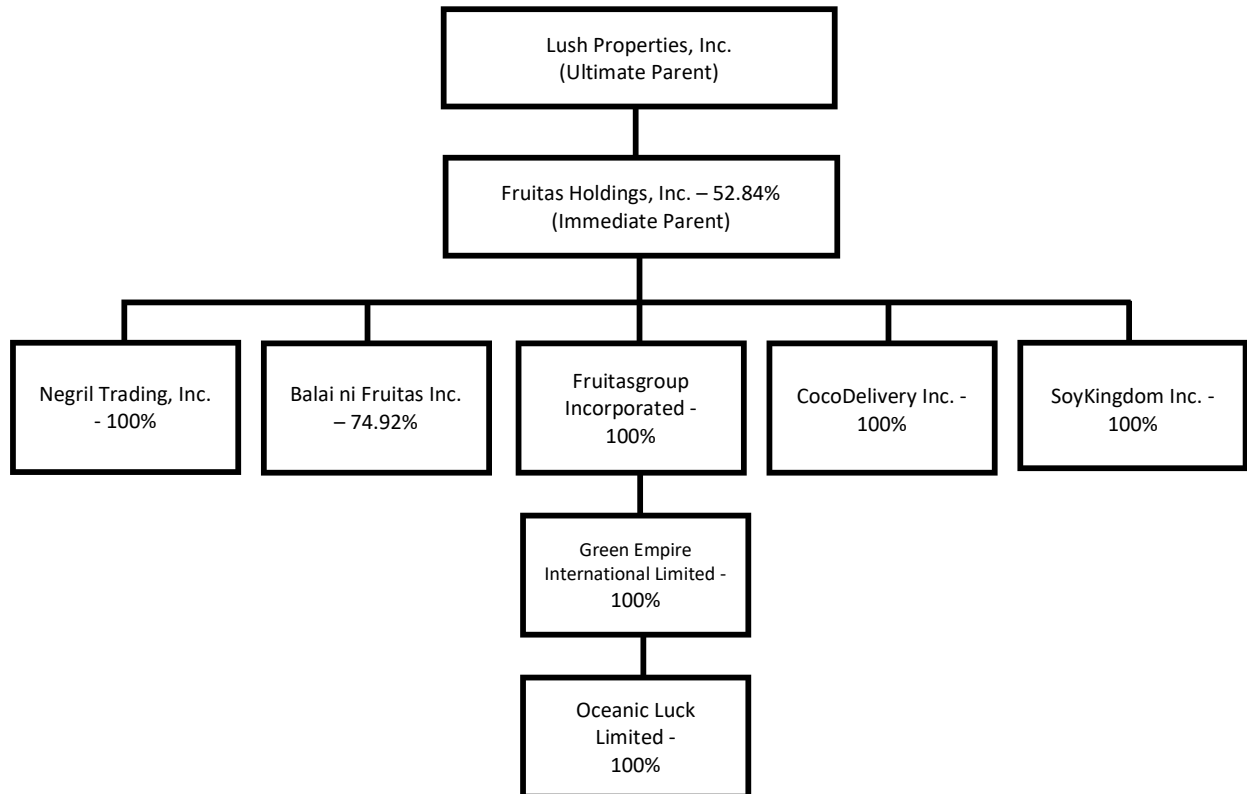 Lush Properties, Inc.
(Ultimate Parent)
Fruitas Holdings, Inc. – 52.84%
(Immediate Parent)
Negril Trading, Inc.
- 100%
Balai ni Fruitas Inc.
– 74.92%
Fruitasgroup
Incorporated -
100%
CocoDelivery Inc. -
100%
SoyKingdom Inc. -
100%
Green Empire
International Limited -
100%
Oceanic Luck
Limited -
100%